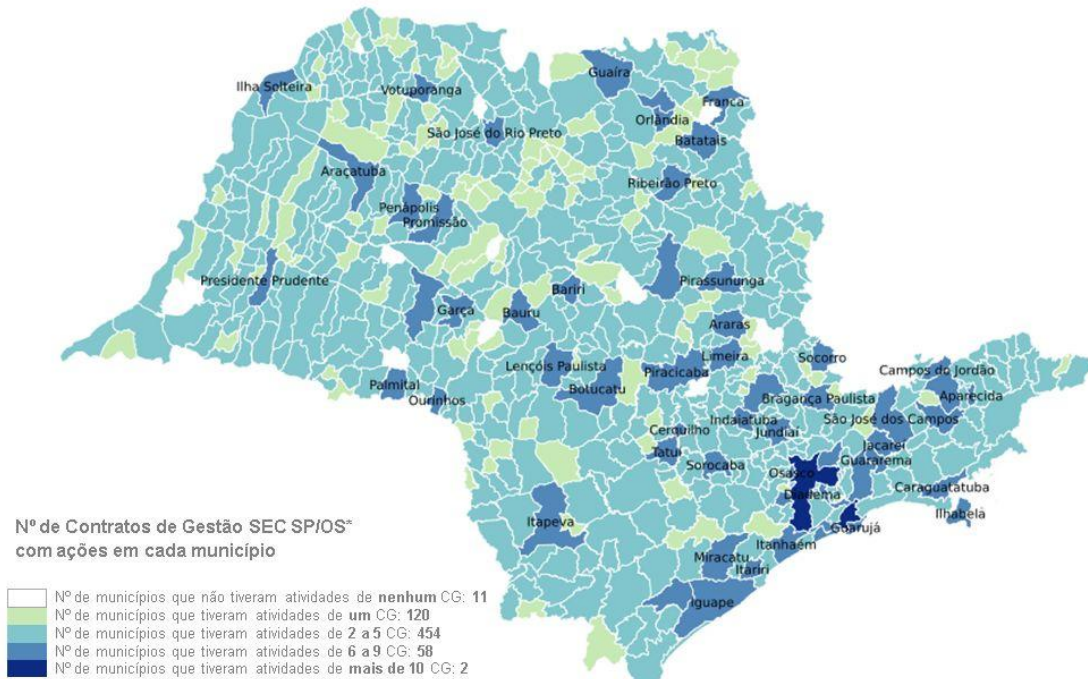 Ilha Solteira
Votuporanga
Guaíra
Franca
Orlândia
Batatais
São José do Rio Preto
Araçatuba
Ribeirão Preto
Penápolis
Promissão
Presidente Prudente
Pirassununga
Bariri
Garça
Bauru
Araras
Limeira
Socorro
Lençóis Paulista
Piracicaba
Campos do Jordão
Palmital
Botucatu
Bragança Paulista
Aparecida
Ourinhos
Indaiatuba
São José dos Campos
Cerquilho
Jundiaí
Jacareí
Tatuí
Guararema
Sorocaba
Osasco
Caraguatatuba
Diadema
Ilhabela
Itapeva
Guarujá
Itanhaém
Miracatu
Itariri
Iguape
Nº de Contratos de Gestão SEC SP/OS*
com ações em cada município
Nº de municípios que não tiveram atividades de nenhum CG: 11
Nº de municípios que tiveram atividades de um CG: 120
Nº de municípios que tiveram atividades de 2 a 5 CG: 454
Nº de municípios que tiveram atividades de 6 a 9 CG: 58
Nº de municípios que tiveram atividades de mais de 10 CG: 2